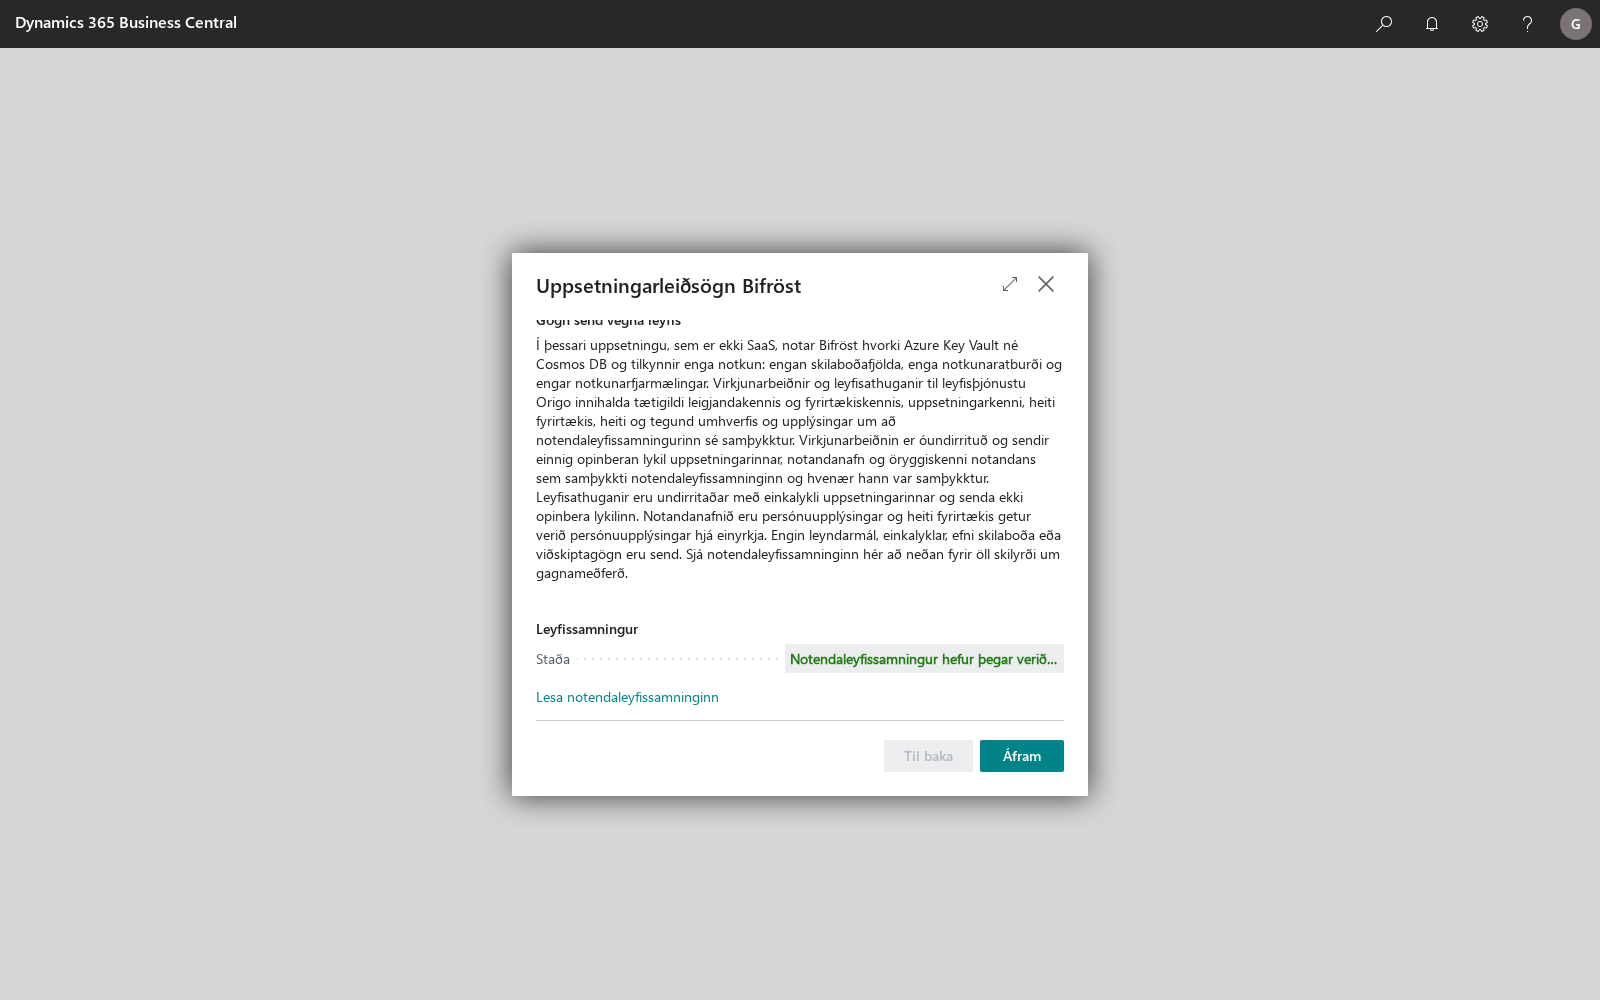 Dynamics 365 Business Central
G
Uppsetningarleiðsögn Bifröst
Gögn send vegna leyfis
Í þessari uppsetningu, sem er ekki SaaS, notar Bifröst hvorki Azure Key Vault né
Cosmos DB og tilkynnir enga notkun: engan skilaboðafjölda, enga notkunaratburði og
engar notkunarfjarmælingar. Virkjunarbeiðnir og leyfisathuganir til leyfisþjónustu
Origo innihalda tætigildi leigjandakennis og fyrirtækiskennis, uppsetningarkenni, heiti
fyrirtækis, heiti og tegund umhverfis og upplýsingar um að
notendaleyfissamningurinn sé samþykktur. Virkjunarbeiðnin er óundirrituð og sendir
einnig opinberan lykil uppsetningarinnar, notandanafn og öryggiskenni notandans
sem samþykkti notendaleyfissamninginn og hvenær hann var samþykktur.
Leyfisathuganir eru undirritaðar með einkalykli uppsetningarinnar og senda ekki
opinbera lykilinn. Notandanafnið eru persónuupplýsingar og heiti fyrirtækis getur
verið persónuupplýsingar hjá einyrkja. Engin leyndarmál, einkalyklar, efni skilaboða eða
viðskiptagögn eru send. Sjá notendaleyfissamninginn hér að neðan fyrir öll skilyrði um
gagnameðferð.
Leyfissamningur
Staða
Notendaleyfissamningur hefur þegar verið...
Lesa notendaleyfissamninginn
Til baka
Áfram